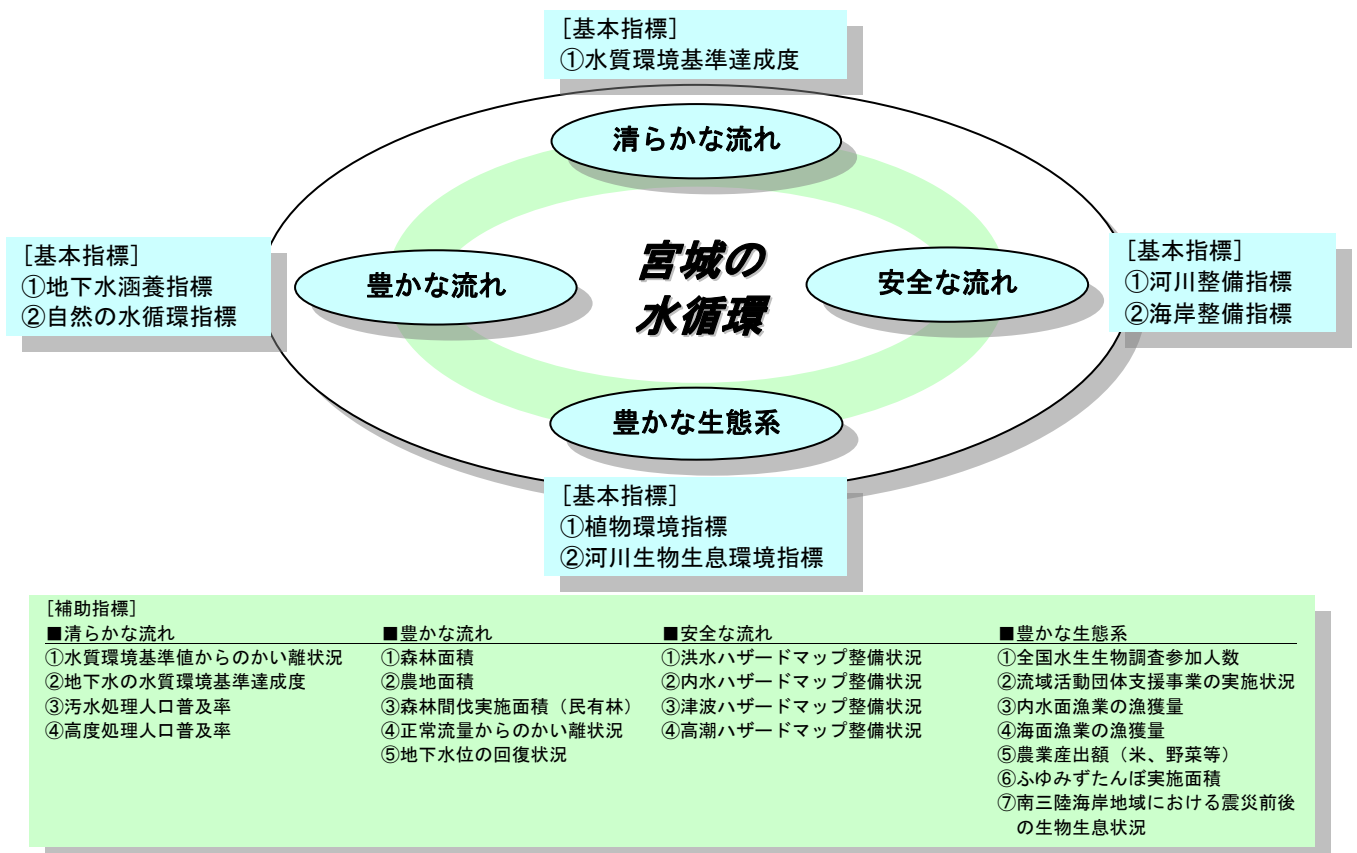 ［基本指標］
①水質環境基準達成度
清らかな流れ
［基本指標］
①地下水涵養指標
②自然の水循環指標
豊かな流れ
宮城の
水循環
安全な流れ
［基本指標］
①河川整備指標
②海岸整備指標
豊かな生態系
［基本指標］
①植物環境指標
②河川生物生息環境指標
［補助指標］
■清らかな流れ
①水質環境基準値からのかい離状況
②地下水の水質環境基準達成度
③汚水処理人口普及率
④高度処理人口普及率
■豊かな流れ
①森林面積
②農地面積
③森林間伐実施面積（民有林）
④正常流量からのかい離状況
⑤地下水位の回復状況
■安全な流れ
①洪水ハザードマップ整備状況
②内水ハザードマップ整備状況
③津波ハザードマップ整備状況
④高潮ハザードマップ整備状況
■豊かな生態系
①全国水生生物調査参加人数
②流域活動団体支援事業の実施状況
③内水面漁業の漁獲量
④海面漁業の漁獲量
⑤農業産出額（米、野菜等）
⑥ふゆみずたんぼ実施面積
⑦南三陸海岸地域における震災前後
の生物生息状況